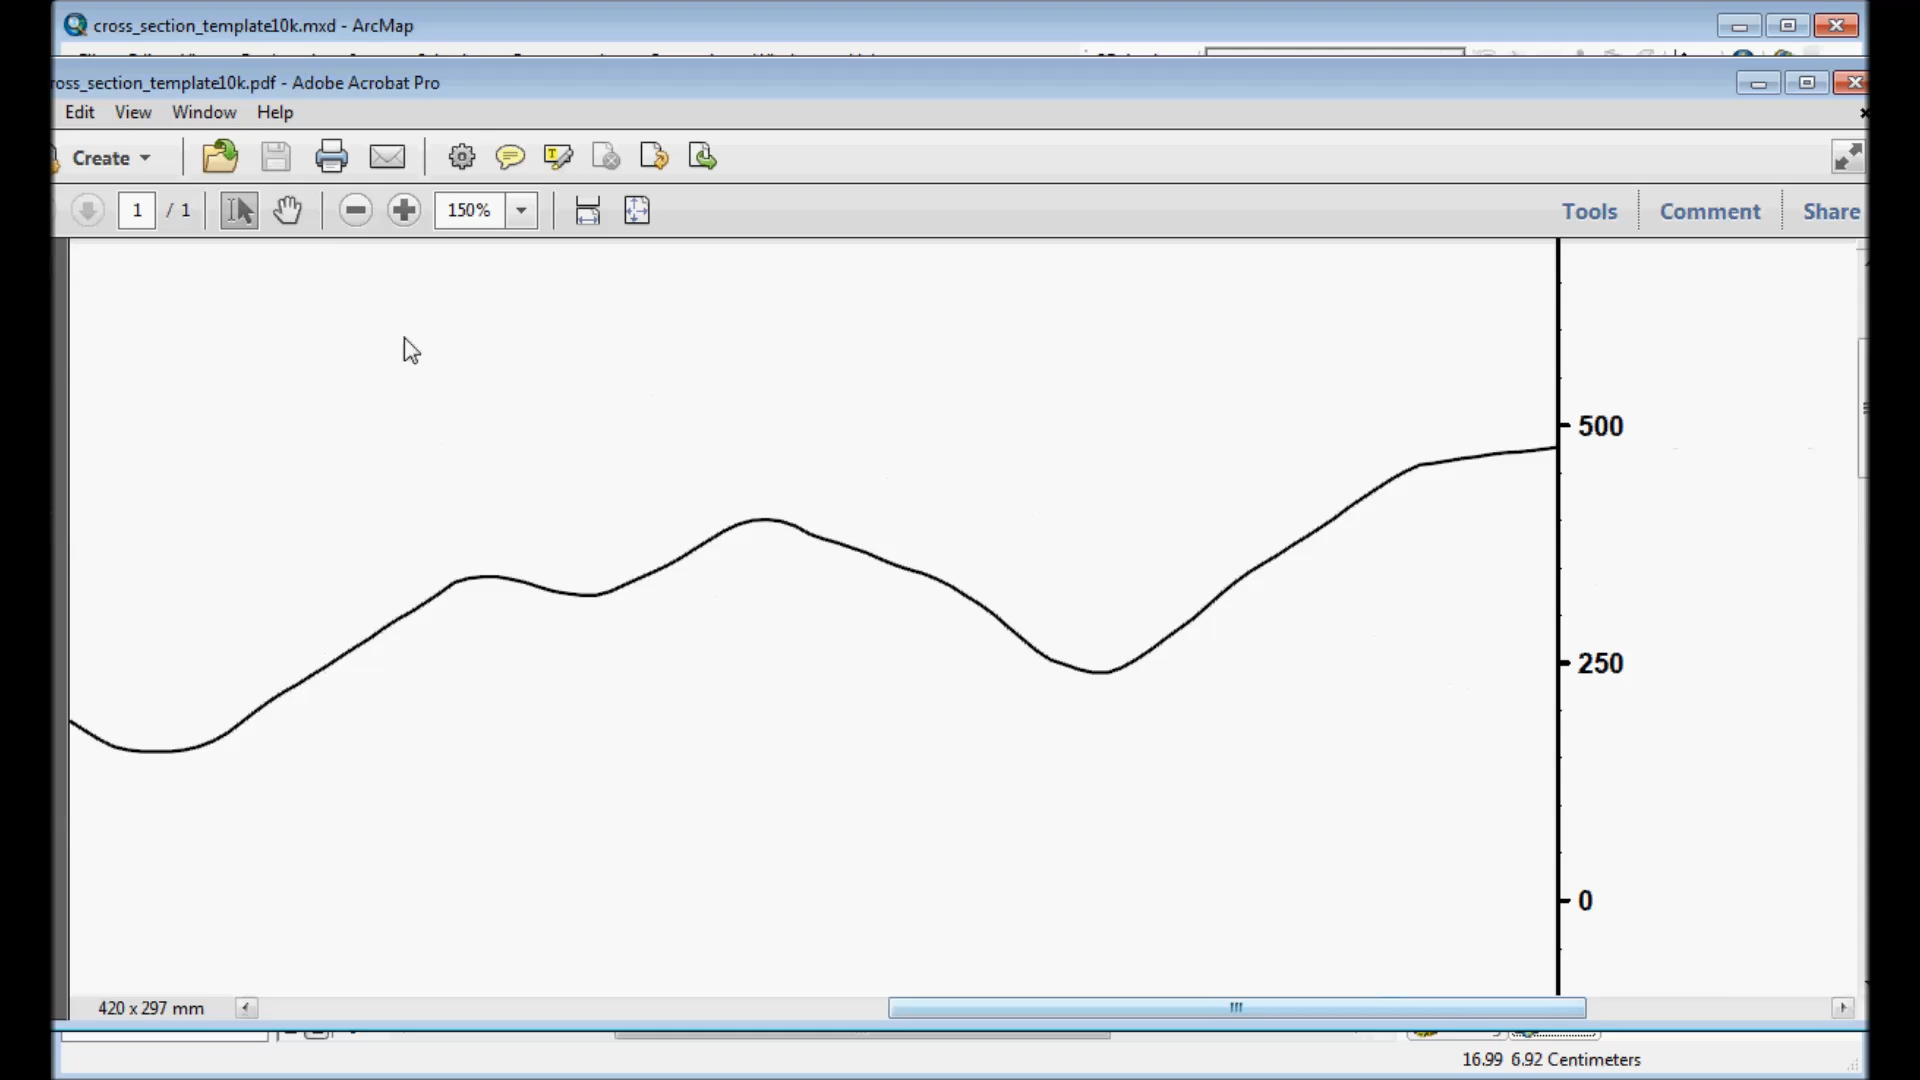 cross_section_template10k.mxd - ArcMap
ross_section_template10k.pdf - Adobe Acrobat Pro
Edit View Window Help
Create
1 / 1 150% Tools Comment Share
500
250
0
420 x 297 mm
16.99 6.92 Centimeters